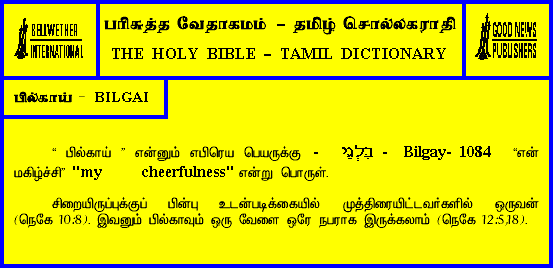 BELLWETHER
INTERNATIONAL
பரிசுத்த வேதாகமம் - தமிழ் சொல்லகராதி
THE HOLY BIBLE - TAMIL DICTIONARY
GOOD NEWS
PUBLISHERS
பில்காய் - BILGAI
" பில்காய் " என்னும் எபிரெய பெயருக்கு - בִּלְגַּי - Bilgay- 1084 "என்
மகிழ்ச்சி" "my cheerfulness" என்று பொருள்.
சிறையிருப்புக்குப் பின்பு உடன்படிக்கையில் முத்திரையிட்டவர்களில் ஒருவன்
(நெகே 10:8). இவனும் பில்காவும் ஒரு வேளை ஒரே நபராக இருக்கலாம் (நெகே 12:5,18).